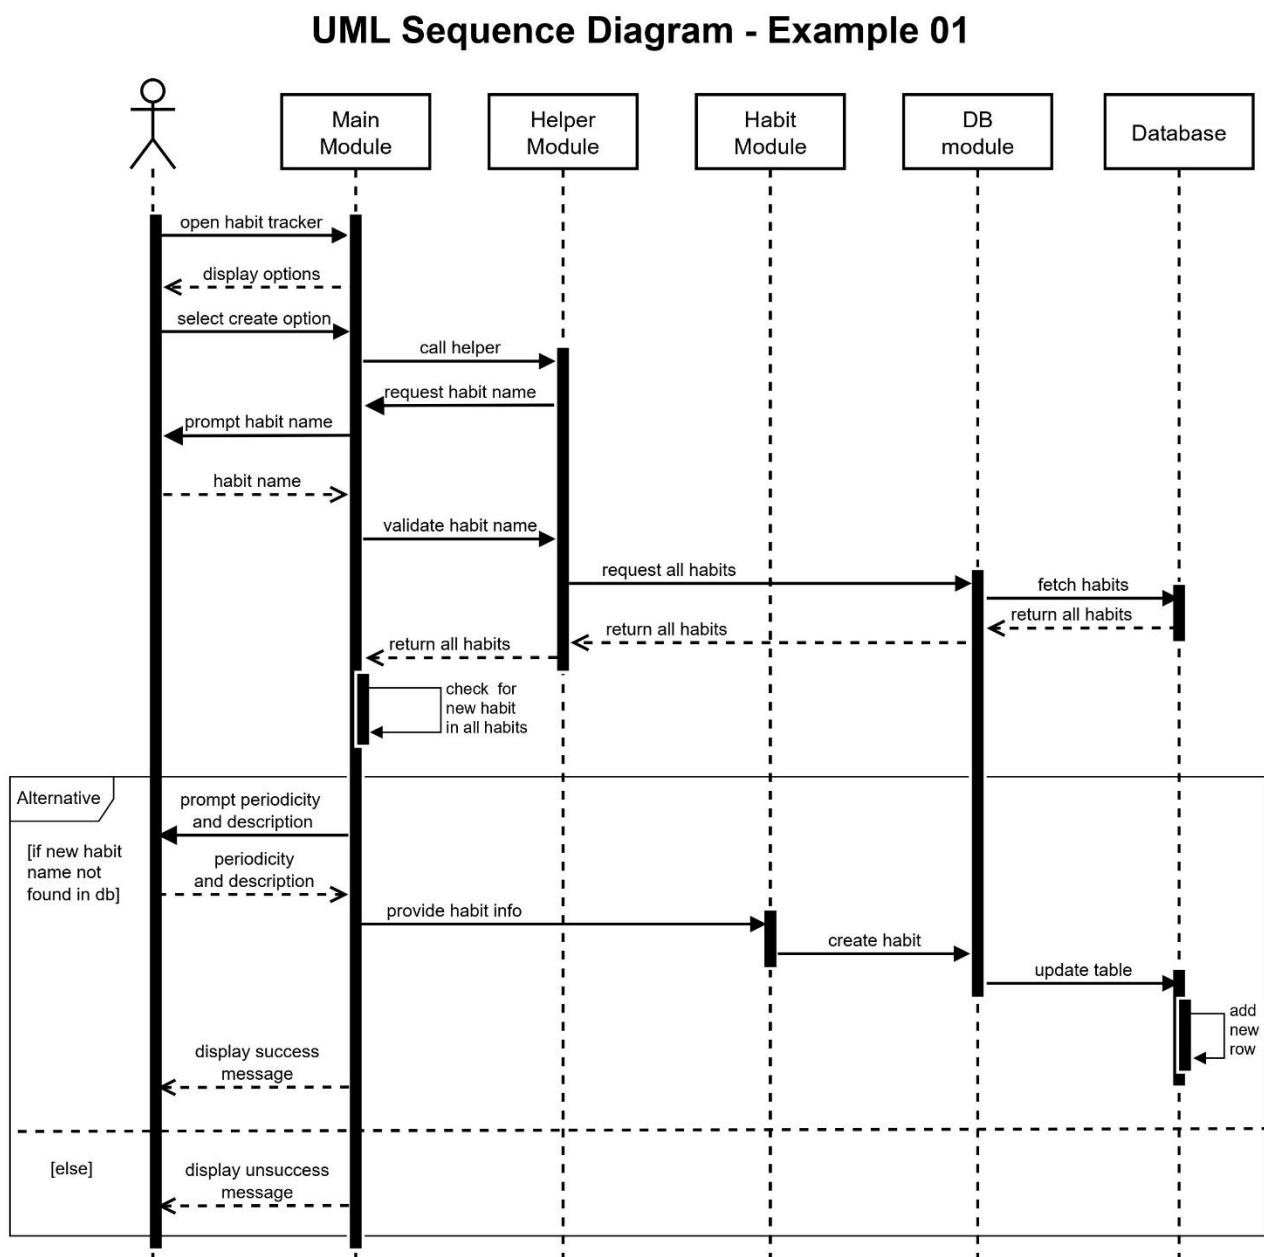 UML Sequence Diagram - Example 01
Main
Module
Helper
Module
Habit
Module
DB
module
Database
open habit tracker
display options
select create option
call helper
request habit name
prompt habit name
habit name
validate habit name
request all habits
fetch habits
return all habits
return all habits
return all habits
check for
new habit
in all habits
Alternative
prompt periodicity
and description
[if new habit
name not
found in db]
periodicity
and description
provide habit info
create habit
update table
add
new
row
display success
message
[else]
display unsuccess
message